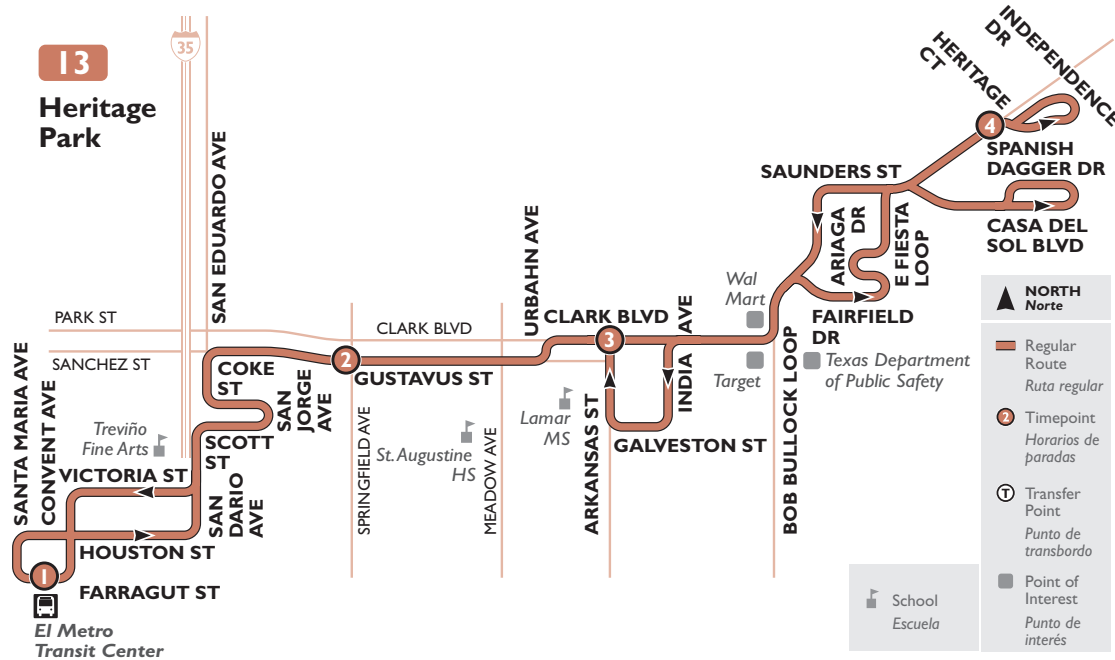 13
Heritage
Park
35
SAN EDUARDO AVE
PARK ST
SANCHEZ ST
SANTA MARIA AVE
CONVENT AVE
Treviño
Fine Arts
VICTORIA ST
HOUSTON ST
1
FARRAGUT ST
El Metro
Transit Center
SAN
DARIO
AVE
SCOTT
ST
COKE
ST
SAN
JORGE
AVE
2
GUSTAVUS ST
CLARK BLVD
SPRINGFIELD AVE
St. Augustine
HS
MEADOW AVE
URBAHN AVE
CLARK BLVD
3
Lamar
MS
ARKANSAS ST
GALVESTON ST
INDIA AVE
Wal
Mart
Target
BOB BULLOCK LOOP
Texas Department
of Public Safety
FAIRFIELD
DR
ARIAGA
DR
E FIESTA
LOOP
SAUNDERS ST
HERITAGE
CT
INDEPENDENCE
DR
4
SPANISH
DAGGER DR
CASA DEL
SOL BLVD
NORTH
Norte
Regular
Route
Ruta regular
2
Timepoint
Horarios de
paradas
T
Transfer
Point
Punto de
transbordo
Point of
Interest
Punto de
interés
School
Escuela